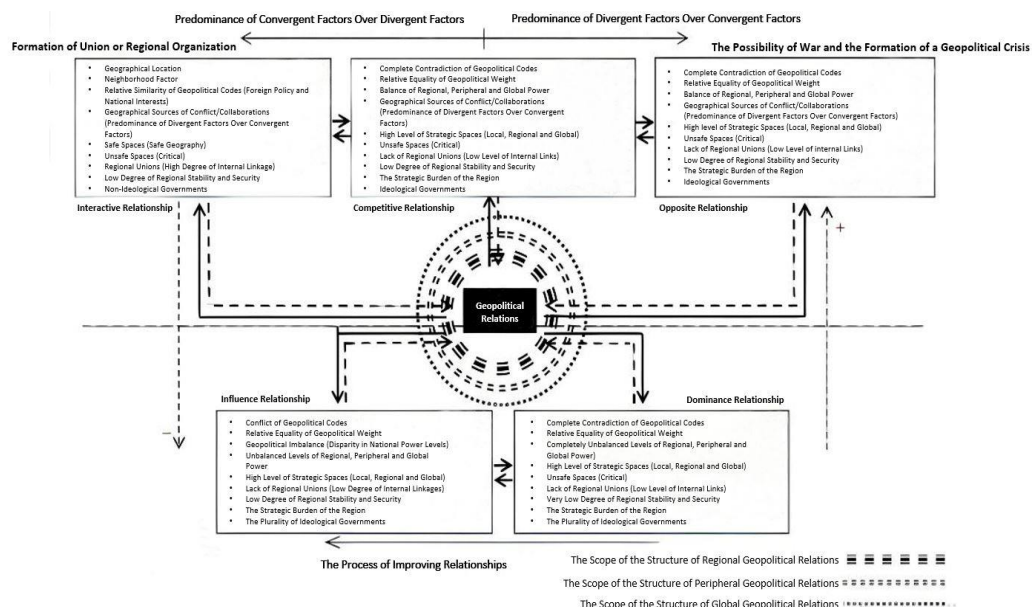 Predominance of Convergent Factors Over Divergent Factors
Predominance of Divergent Factors Over Convergent Factors
Formation of Union or Regional Organization
The Possibility of War and the Formation of a Geopolitical Crisis
• Geographical Location
• Neighborhood Factor
• Relative Similarity of Geopolitical Codes (Foreign Policy and
National Interests)
• Geographical Sources of Conflict/Collaborations
(Predominance of Divergent Factors Over Convergent
Factors)
• Safe Spaces (Safe Geography)
• Unsafe Spaces (Critical)
• Regional Unions (High Degree of Internal Linkage)
• Low Degree of Regional Stability and Security
• Non-Ideological Governments
• Complete Contradiction of Geopolitical Codes
• Relative Equality of Geopolitical Weight
• Balance of Regional, Peripheral and Global Power
• Geographical Sources of Conflict/Collaborations
(Predominance of Divergent Factors Over Convergent
Factors)
• High Level of Strategic Spaces (Local, Regional and Global)
• Unsafe Spaces (Critical)
• Lack of Regional Unions (Low Level of Internal Links)
• Low Degree of Regional Stability and Security
• The Strategic Burden of the Region
• Ideological Governments
• Complete Contradiction of Geopolitical Codes
• Relative Equality of Geopolitical Weight
• Balance of Regional, Peripheral and Global Power
• Geographical Sources of Conflict/Collaborations
(Predominance of Divergent Factors Over Convergent Factors)
• High level of Strategic Spaces (Local, Regional and Global)
• Unsafe Spaces (Critical)
• Lack of Regional Unions (Low Level of internal Links)
• Low Degree of Regional Stability and Security
• The Strategic Burden of the Region
• Ideological Governments
Interactive Relationship
Competitive Relationship
Opposite Relationship
+
Geopolitical
Relations
−
Influence Relationship
Dominance Relationship
• Conflict of Geopolitical Codes
• Relative Equality of Geopolitical Weight
• Geopolitical Imbalance (Disparity in National Power Levels)
• Unbalanced Levels of Regional, Peripheral and Global
Power
• High Level of Strategic Spaces (Local, Regional and Global)
• Lack of Regional Unions (Low Degree of Internal Linkages)
• Low Degree of Regional Stability and Security
• The Strategic Burden of the Region
• The Plurality of Ideological Governments
• Complete Contradiction of Geopolitical Codes
• Relative Equality of Geopolitical Weight
• Completely Unbalanced Levels of Regional, Peripheral and
Global Power)
• High Level of Strategic Spaces (Local, Regional and Global)
• Unsafe Spaces (Critical)
• Lack of Regional Unions (Low Level of Internal Links)
• Very Low Degree of Regional Stability and Security
• The Strategic Burden of the Region
• The Plurality of Ideological Governments
The Process of Improving Relationships
The Scope of the Structure of Regional Geopolitical Relations
The Scope of the Structure of Peripheral Geopolitical Relations
The Scope of the Structure of Global Geopolitical Relations